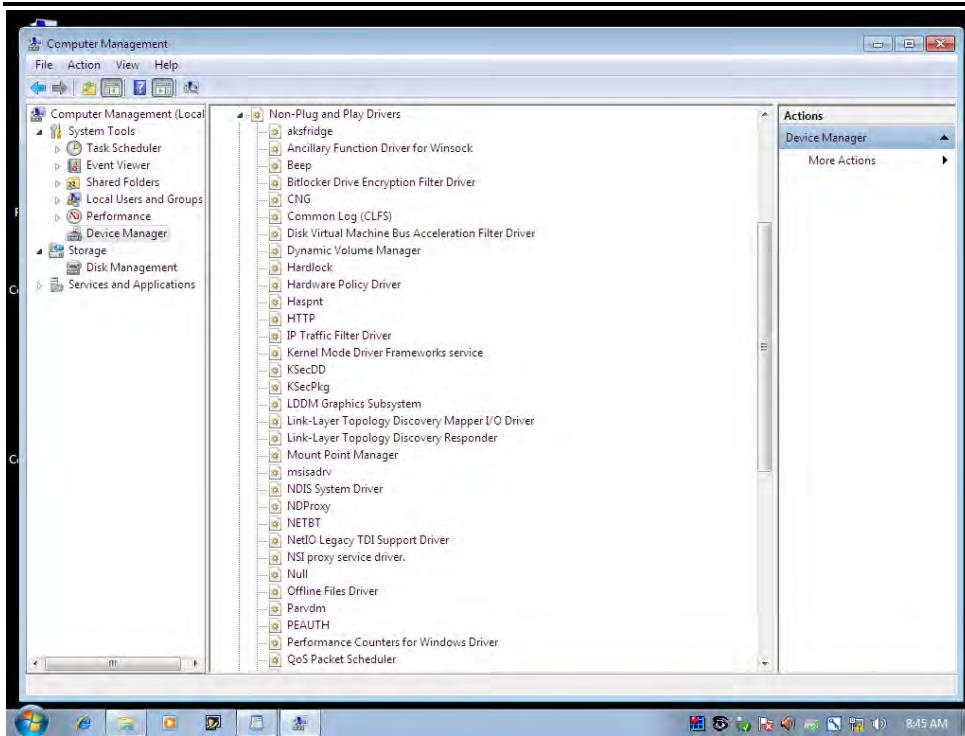 Computer Management
File Action View Help
Computer Management (Local
System Tools
Task Scheduler
Event Viewer
Shared Folders
Local Users and Groups
Performance
Device Manager
Storage
Disk Management
Services and Applications
Non-Plug and Play Drivers
aksfridge
Ancillary Function Driver for Winsock
Beep
Bitlocker Drive Encryption Filter Driver
CNG
Common Log (CLFS)
Disk Virtual Machine Bus Acceleration Filter Driver
Dynamic Volume Manager
Hardlock
Hardware Policy Driver
Haspnt
HTTP
IP Traffic Filter Driver
Kernel Mode Driver Frameworks service
KSecDD
KSecPkg
LDDM Graphics Subsystem
Link-Layer Topology Discovery Mapper I/O Driver
Link-Layer Topology Discovery Responder
Mount Point Manager
msisadrv
NDIS System Driver
NDProxy
NETBT
NetIO Legacy TDI Support Driver
NSI proxy service driver.
Null
Offline Files Driver
Parvdm
PEAUTH
Performance Counters for Windows Driver
QoS Packet Scheduler
Actions
Device Manager
More Actions
8:45 AM